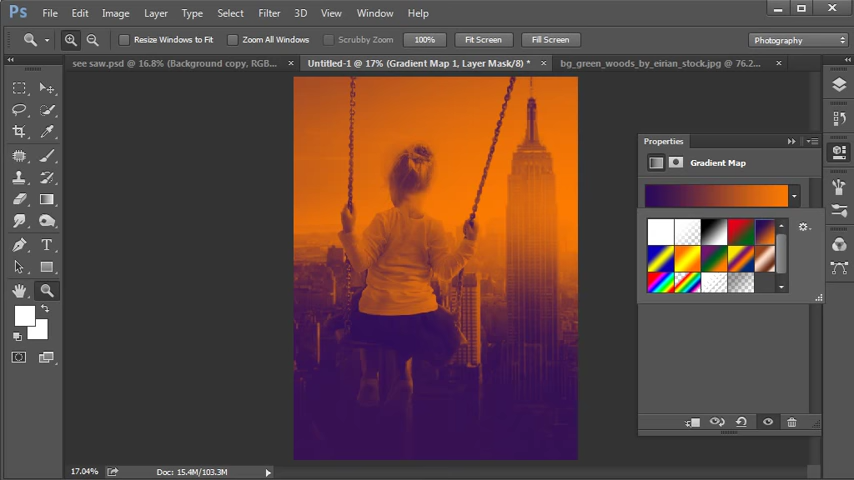 Ps File Edit Image Layer Type Select Filter 3D View Window Help
Resize Windows to Fit Zoom All Windows Scrubby Zoom 100% Fit Screen Fill Screen Photography
see saw.psd @ 16.8% (Background copy, RGB... Untitled-1 @ 17% (Gradient Map 1, Layer Mask/8) * bg_green_woods_by_eirian_stock.jpg @ 76.2...
Properties
Gradient Map
17.04% Doc: 15.4M/103.3M